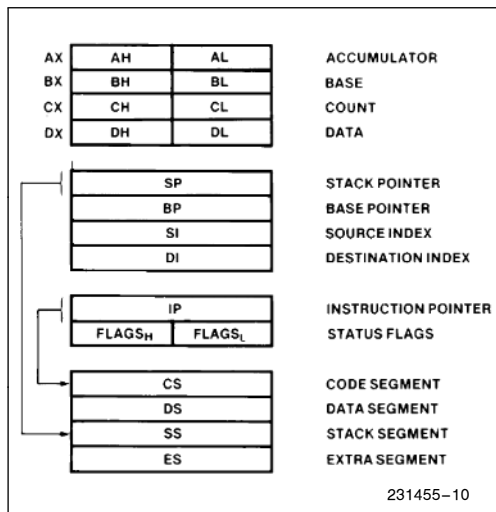 AX AH AL ACCUMULATOR
BX BH BL BASE
CX CH CL COUNT
DX DH DL DATA
SP STACK POINTER
BP BASE POINTER
SI SOURCE INDEX
DI DESTINATION INDEX
IP INSTRUCTION POINTER
FLAGSH FLAGSL STATUS FLAGS
CS CODE SEGMENT
DS DATA SEGMENT
SS STACK SEGMENT
ES EXTRA SEGMENT
231455–10